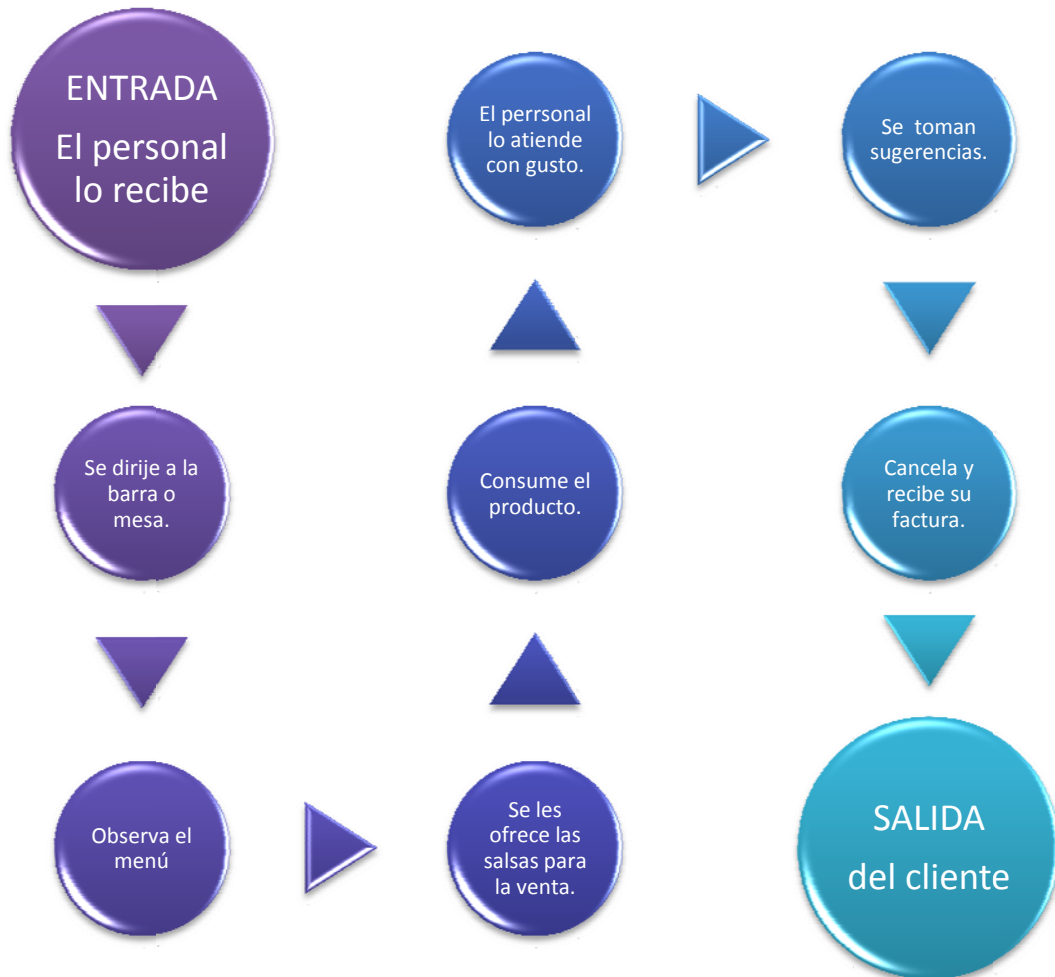 ENTRADA
El personal
lo recibe
Se dirije a la
barra o
mesa.
Observa el
menú
Se les
ofrece las
salsas para
la venta.
Consume el
producto.
El perrsonal
lo atiende
con gusto.
Se toman
sugerencias.
Cancela y
recibe su
factura.
SALIDA
del cliente